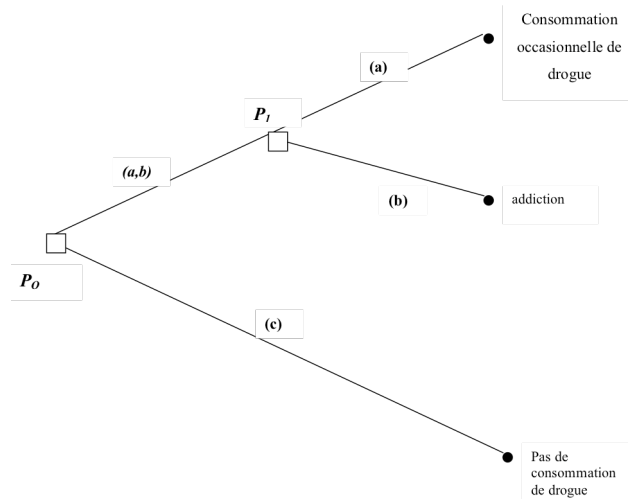 Consommation
occasionnelle de
drogue
(a)
P1
(a,b)
(b)
addiction
PO
(c)
Pas de
consommation
de drogue